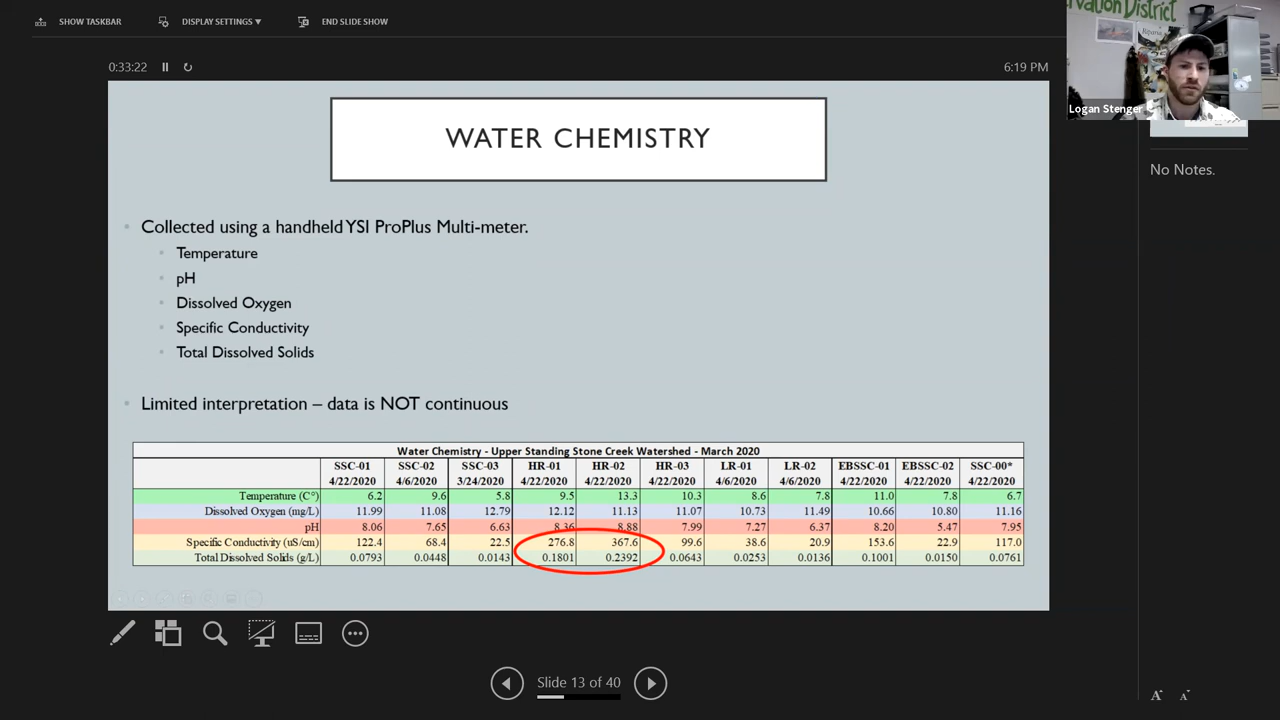 SHOW TASKBAR
DISPLAY SETTINGS ▼
END SLIDE SHOW
0:33:22
6:19 PM
vation District
Logan Stenger
No Notes.
WATER CHEMISTRY
• Collected using a handheld YSI ProPlus Multi-meter.
• Temperature
• pH
• Dissolved Oxygen
• Specific Conductivity
• Total Dissolved Solids
• Limited interpretation – data is NOT continuous
Water Chemistry - Upper Standing Stone Creek Watershed - March 2020
SSC-01 SSC-02 SSC-03 HR-01 HR-02 HR-03 LR-01 LR-02 EBSSC-01 EBSSC-02 SSC-00*
4/22/2020 4/6/2020 3/24/2020 4/22/2020 4/22/2020 4/22/2020 4/6/2020 4/6/2020 4/22/2020 4/22/2020 4/22/2020
Temperature (C°) 6.2 9.6 5.8 9.5 13.3 10.3 8.6 7.8 11.0 7.8 6.7
Dissolved Oxygen (mg/L) 11.99 11.08 12.79 12.12 11.13 11.07 10.73 11.49 10.66 10.80 11.16
pH 8.06 7.65 6.63 8.36 8.88 7.99 7.27 6.37 8.20 5.47 7.95
Specific Conductivity (uS/cm) 122.4 68.4 22.5 276.8 367.6 99.6 38.6 20.9 153.6 22.9 117.0
Total Dissolved Solids (g/L) 0.0793 0.0448 0.0143 0.1801 0.2392 0.0643 0.0253 0.0136 0.1001 0.0150 0.0761
Slide 13 of 40
A A